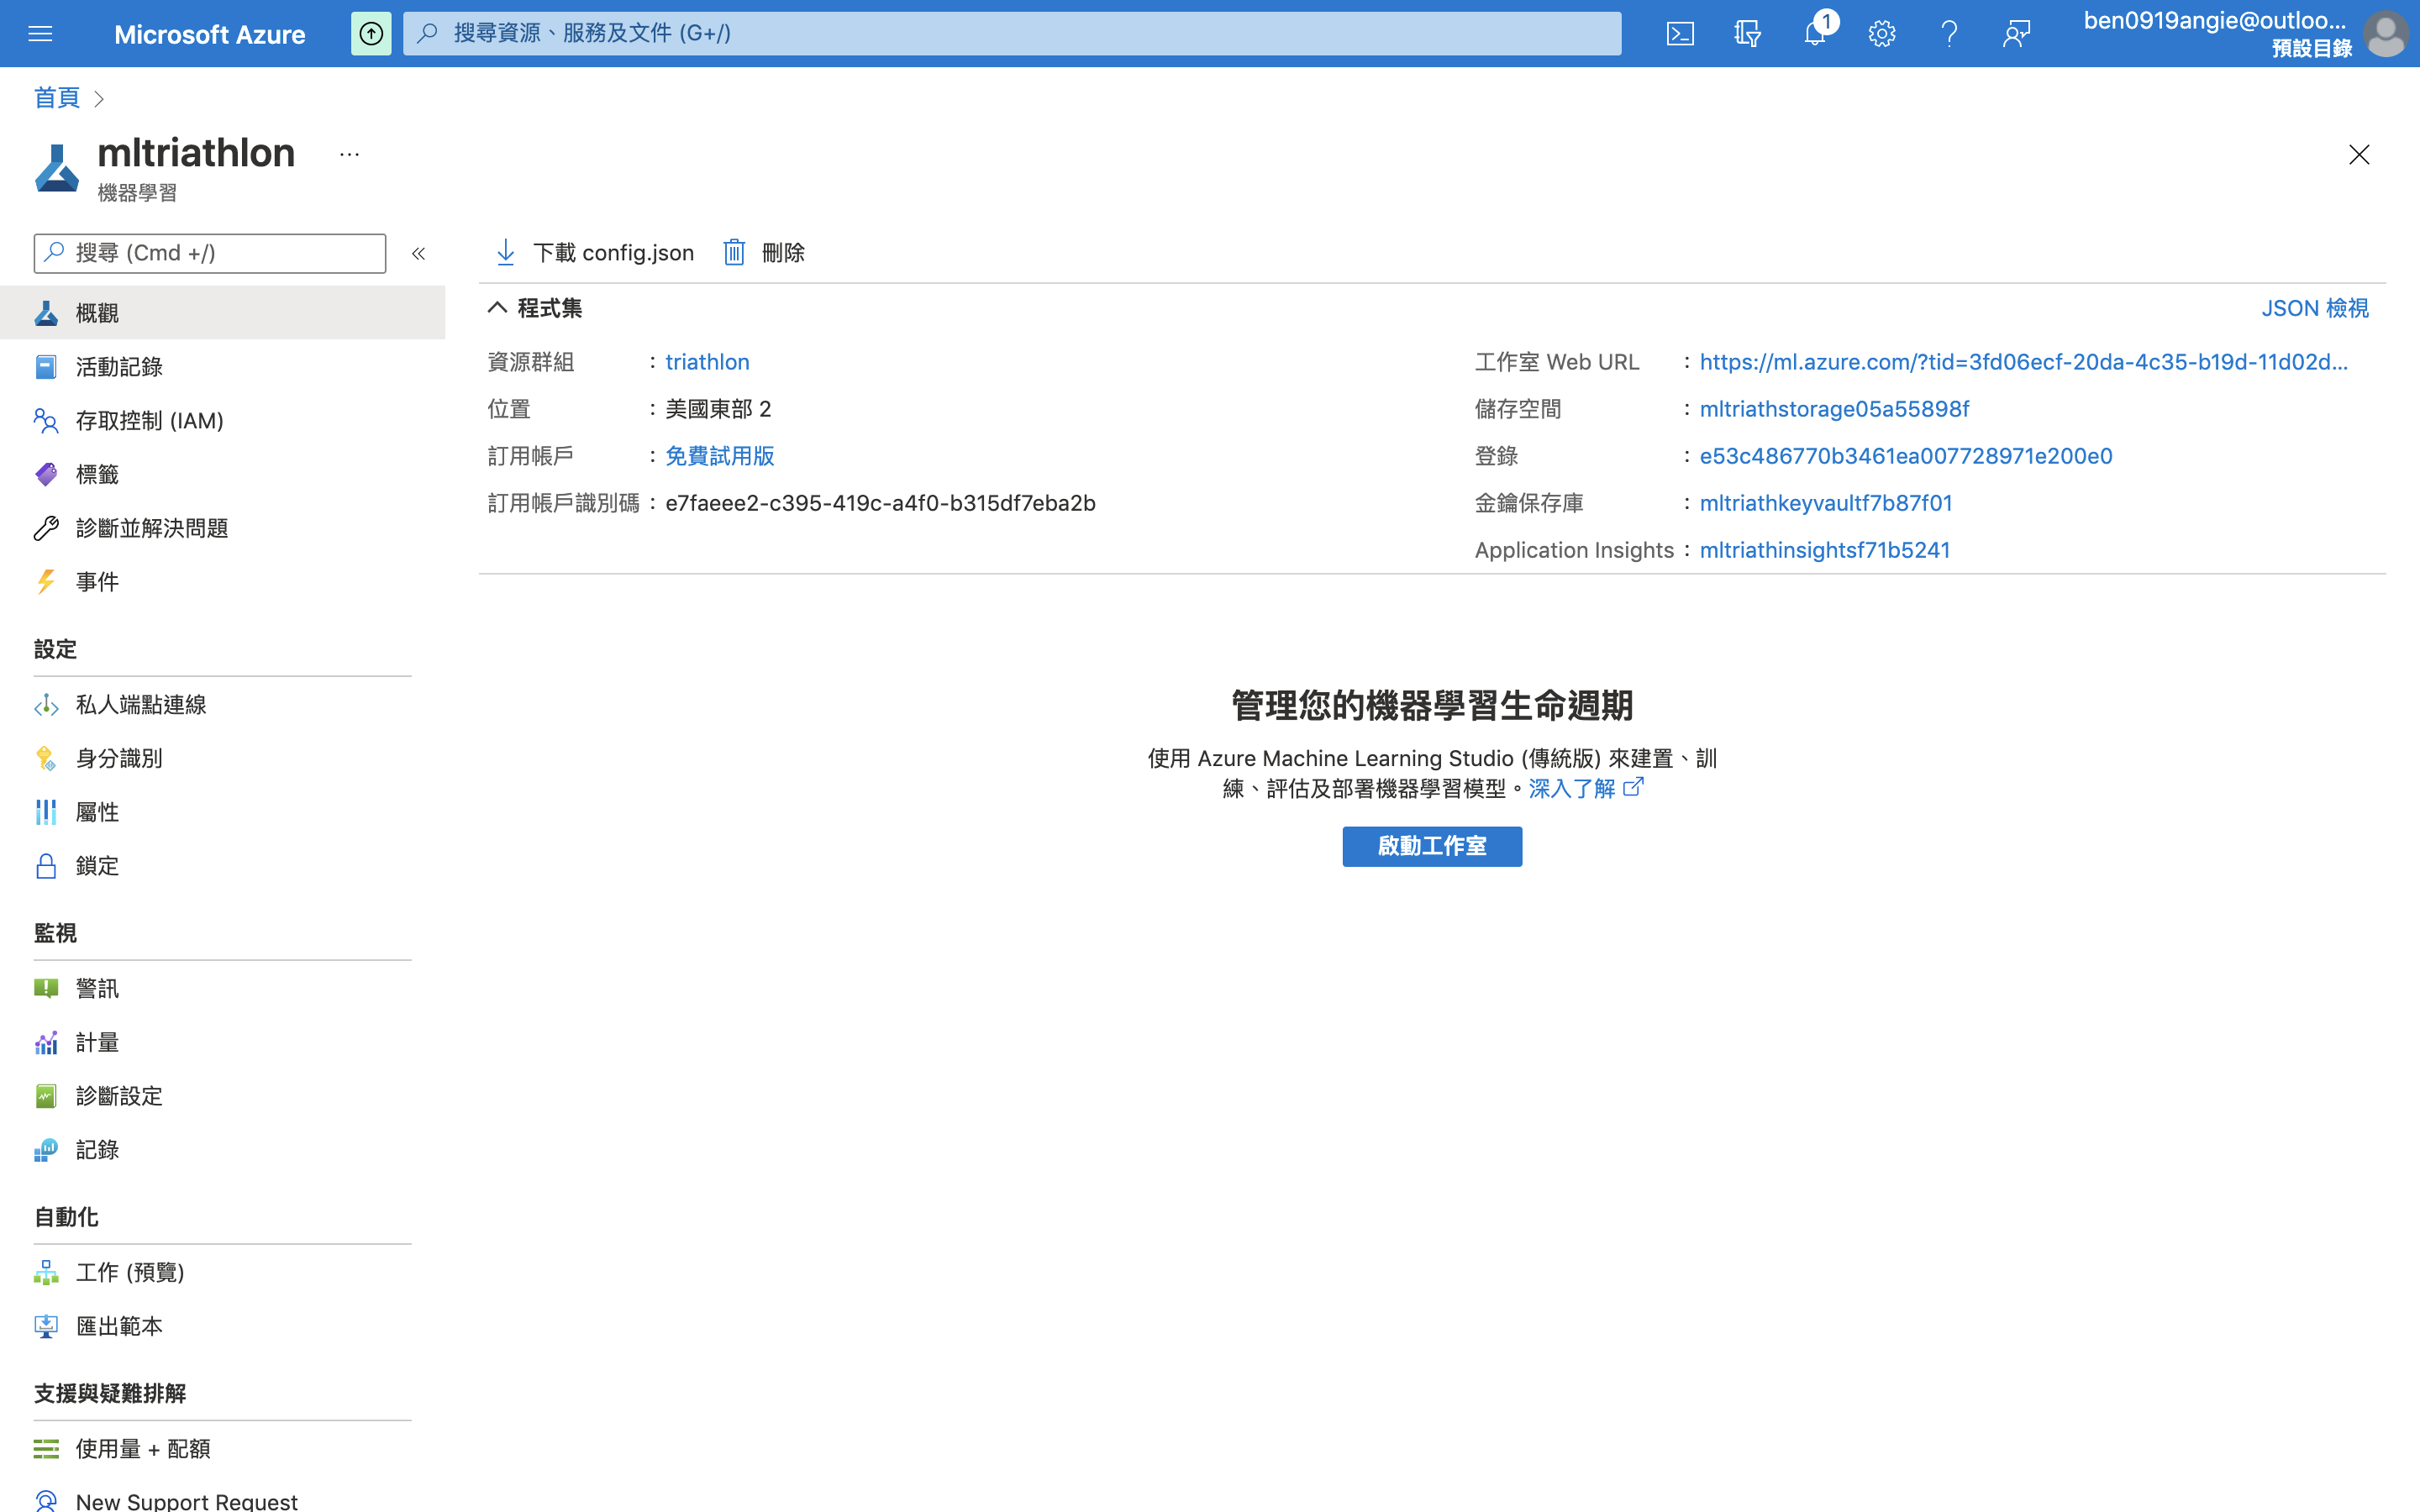 Microsoft Azure
搜尋資源、服務及文件 (G+/)
1
ben0919angie@outloo...
預設目錄
首頁
mltriathlon
...
機器學習
搜尋 (Cmd +/)
«
下載 config.json
刪除
概觀
活動記錄
存取控制 (IAM)
標籤
診斷並解決問題
事件
設定
私人端點連線
身分識別
屬性
鎖定
監視
警訊
計量
診斷設定
記錄
自動化
工作 (預覽)
匯出範本
支援與疑難排解
使用量 + 配額
New Support Request
程式集
JSON 檢視
資源群組 : triathlon
位置 : 美國東部 2
訂用帳戶 : 免費試用版
訂用帳戶識別碼 : e7faeee2-c395-419c-a4f0-b315df7eba2b
工作室 Web URL : https://ml.azure.com/?tid=3fd06ecf-20da-4c35-b19d-11d02d...
儲存空間 : mltriathstorage05a55898f
登錄 : e53c486770b3461ea007728971e200e0
金鑰保存庫 : mltriathkeyvaultf7b87f01
Application Insights : mltriathinsightsf71b5241
管理您的機器學習生命週期
使用 Azure Machine Learning Studio (傳統版) 來建置、訓
練、評估及部署機器學習模型。深入了解
啟動工作室